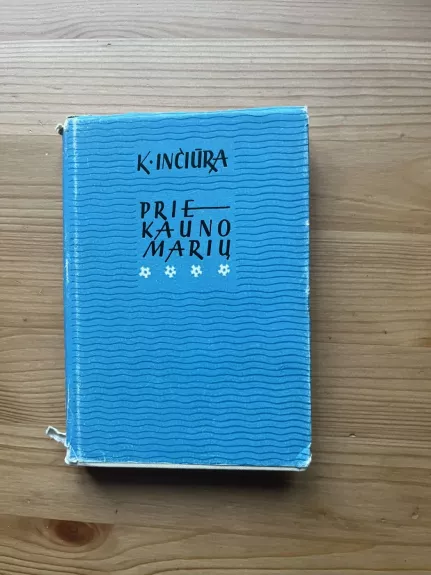 K. INČIŪRA
PRIE
KAUNO
MARIŲ